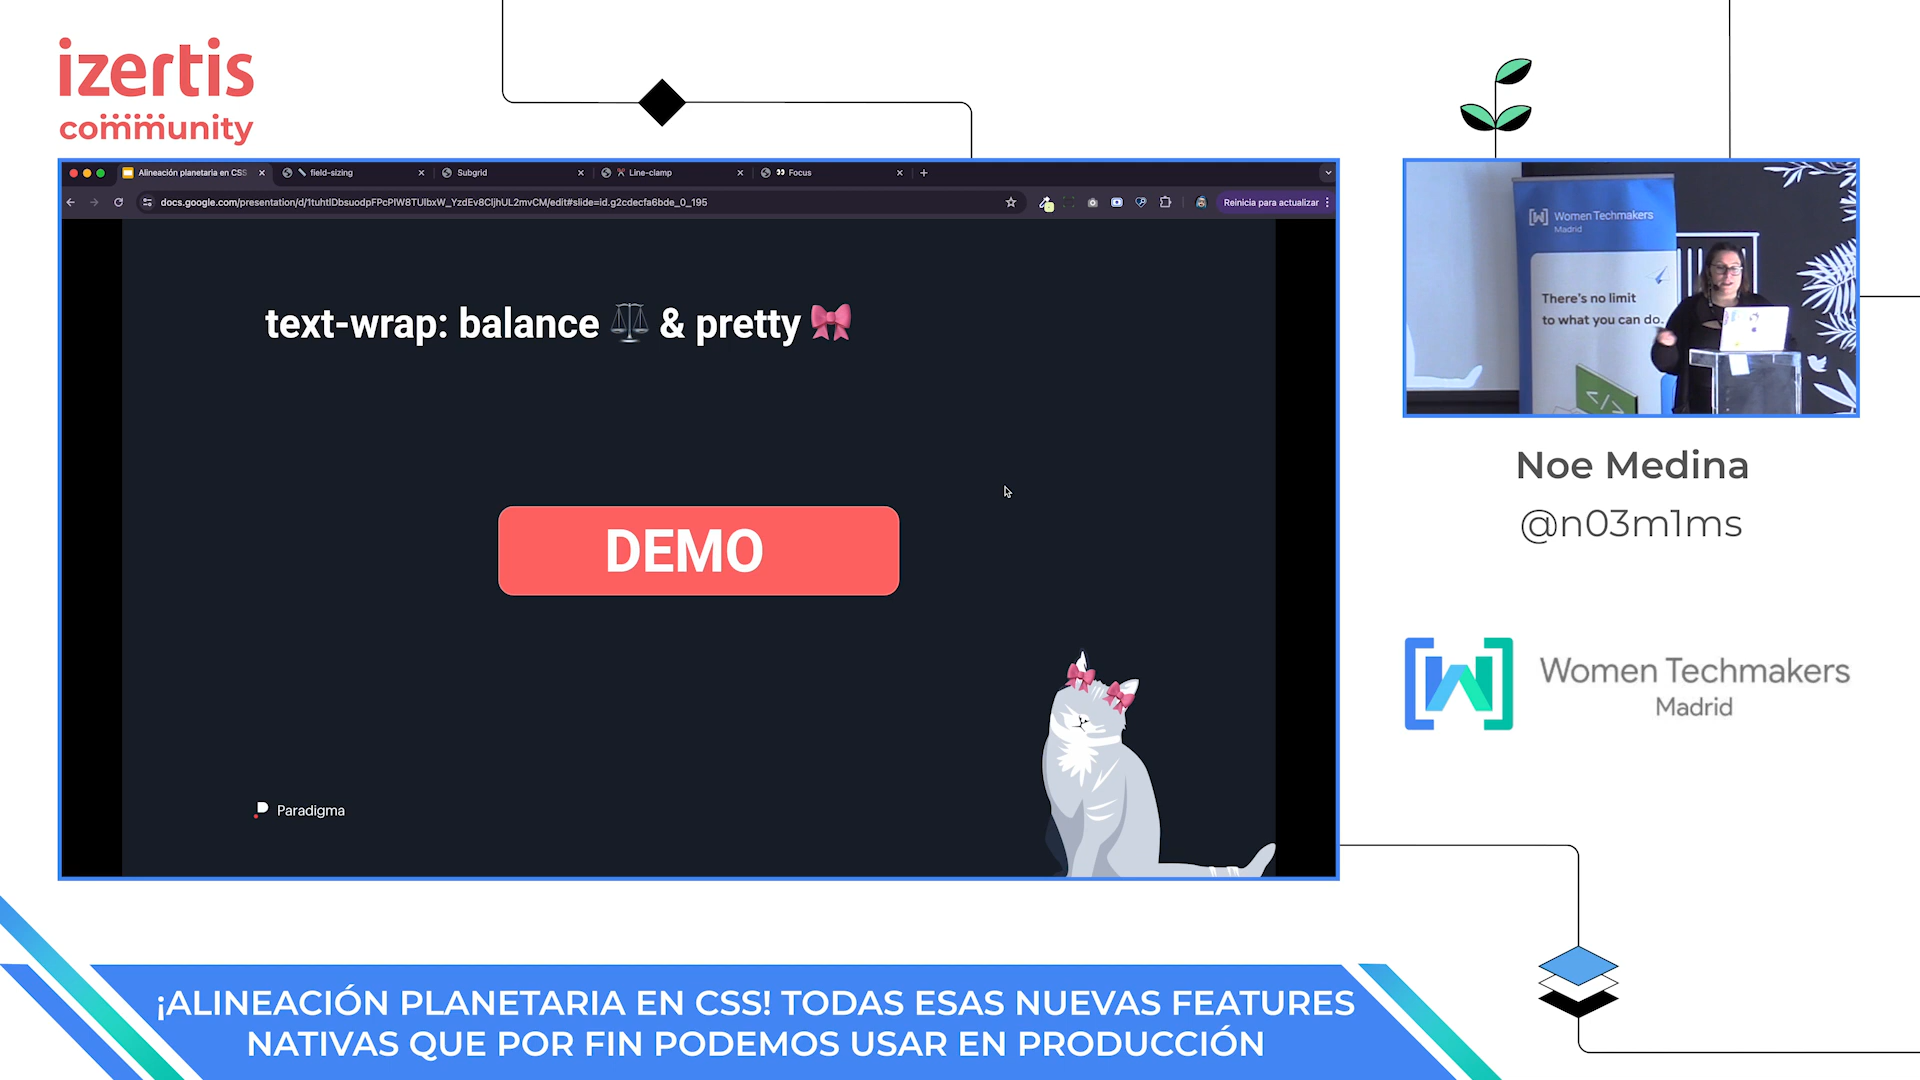 izertis
community
Alineación planetaria en CSS
field-sizing
Subgrid
Line-clamp
Focus
docs.google.com/presentation/d/1tuhtlDbsuodpFPcPIW8TUIbxW_YzdEv8CljhUL2mvCM/edit#slide=id.g2cdecfa6bde_0_195
Reinicia para actualizar
text-wrap: balance & pretty
DEMO
Paradigma
Women Techmakers
Madrid
There's no limit
to what you can do.
</>
Noe Medina
@n03m1ms
Women Techmakers
Madrid
¡ALINEACIÓN PLANETARIA EN CSS! TODAS ESAS NUEVAS FEATURES
NATIVAS QUE POR FIN PODEMOS USAR EN PRODUCCIÓN